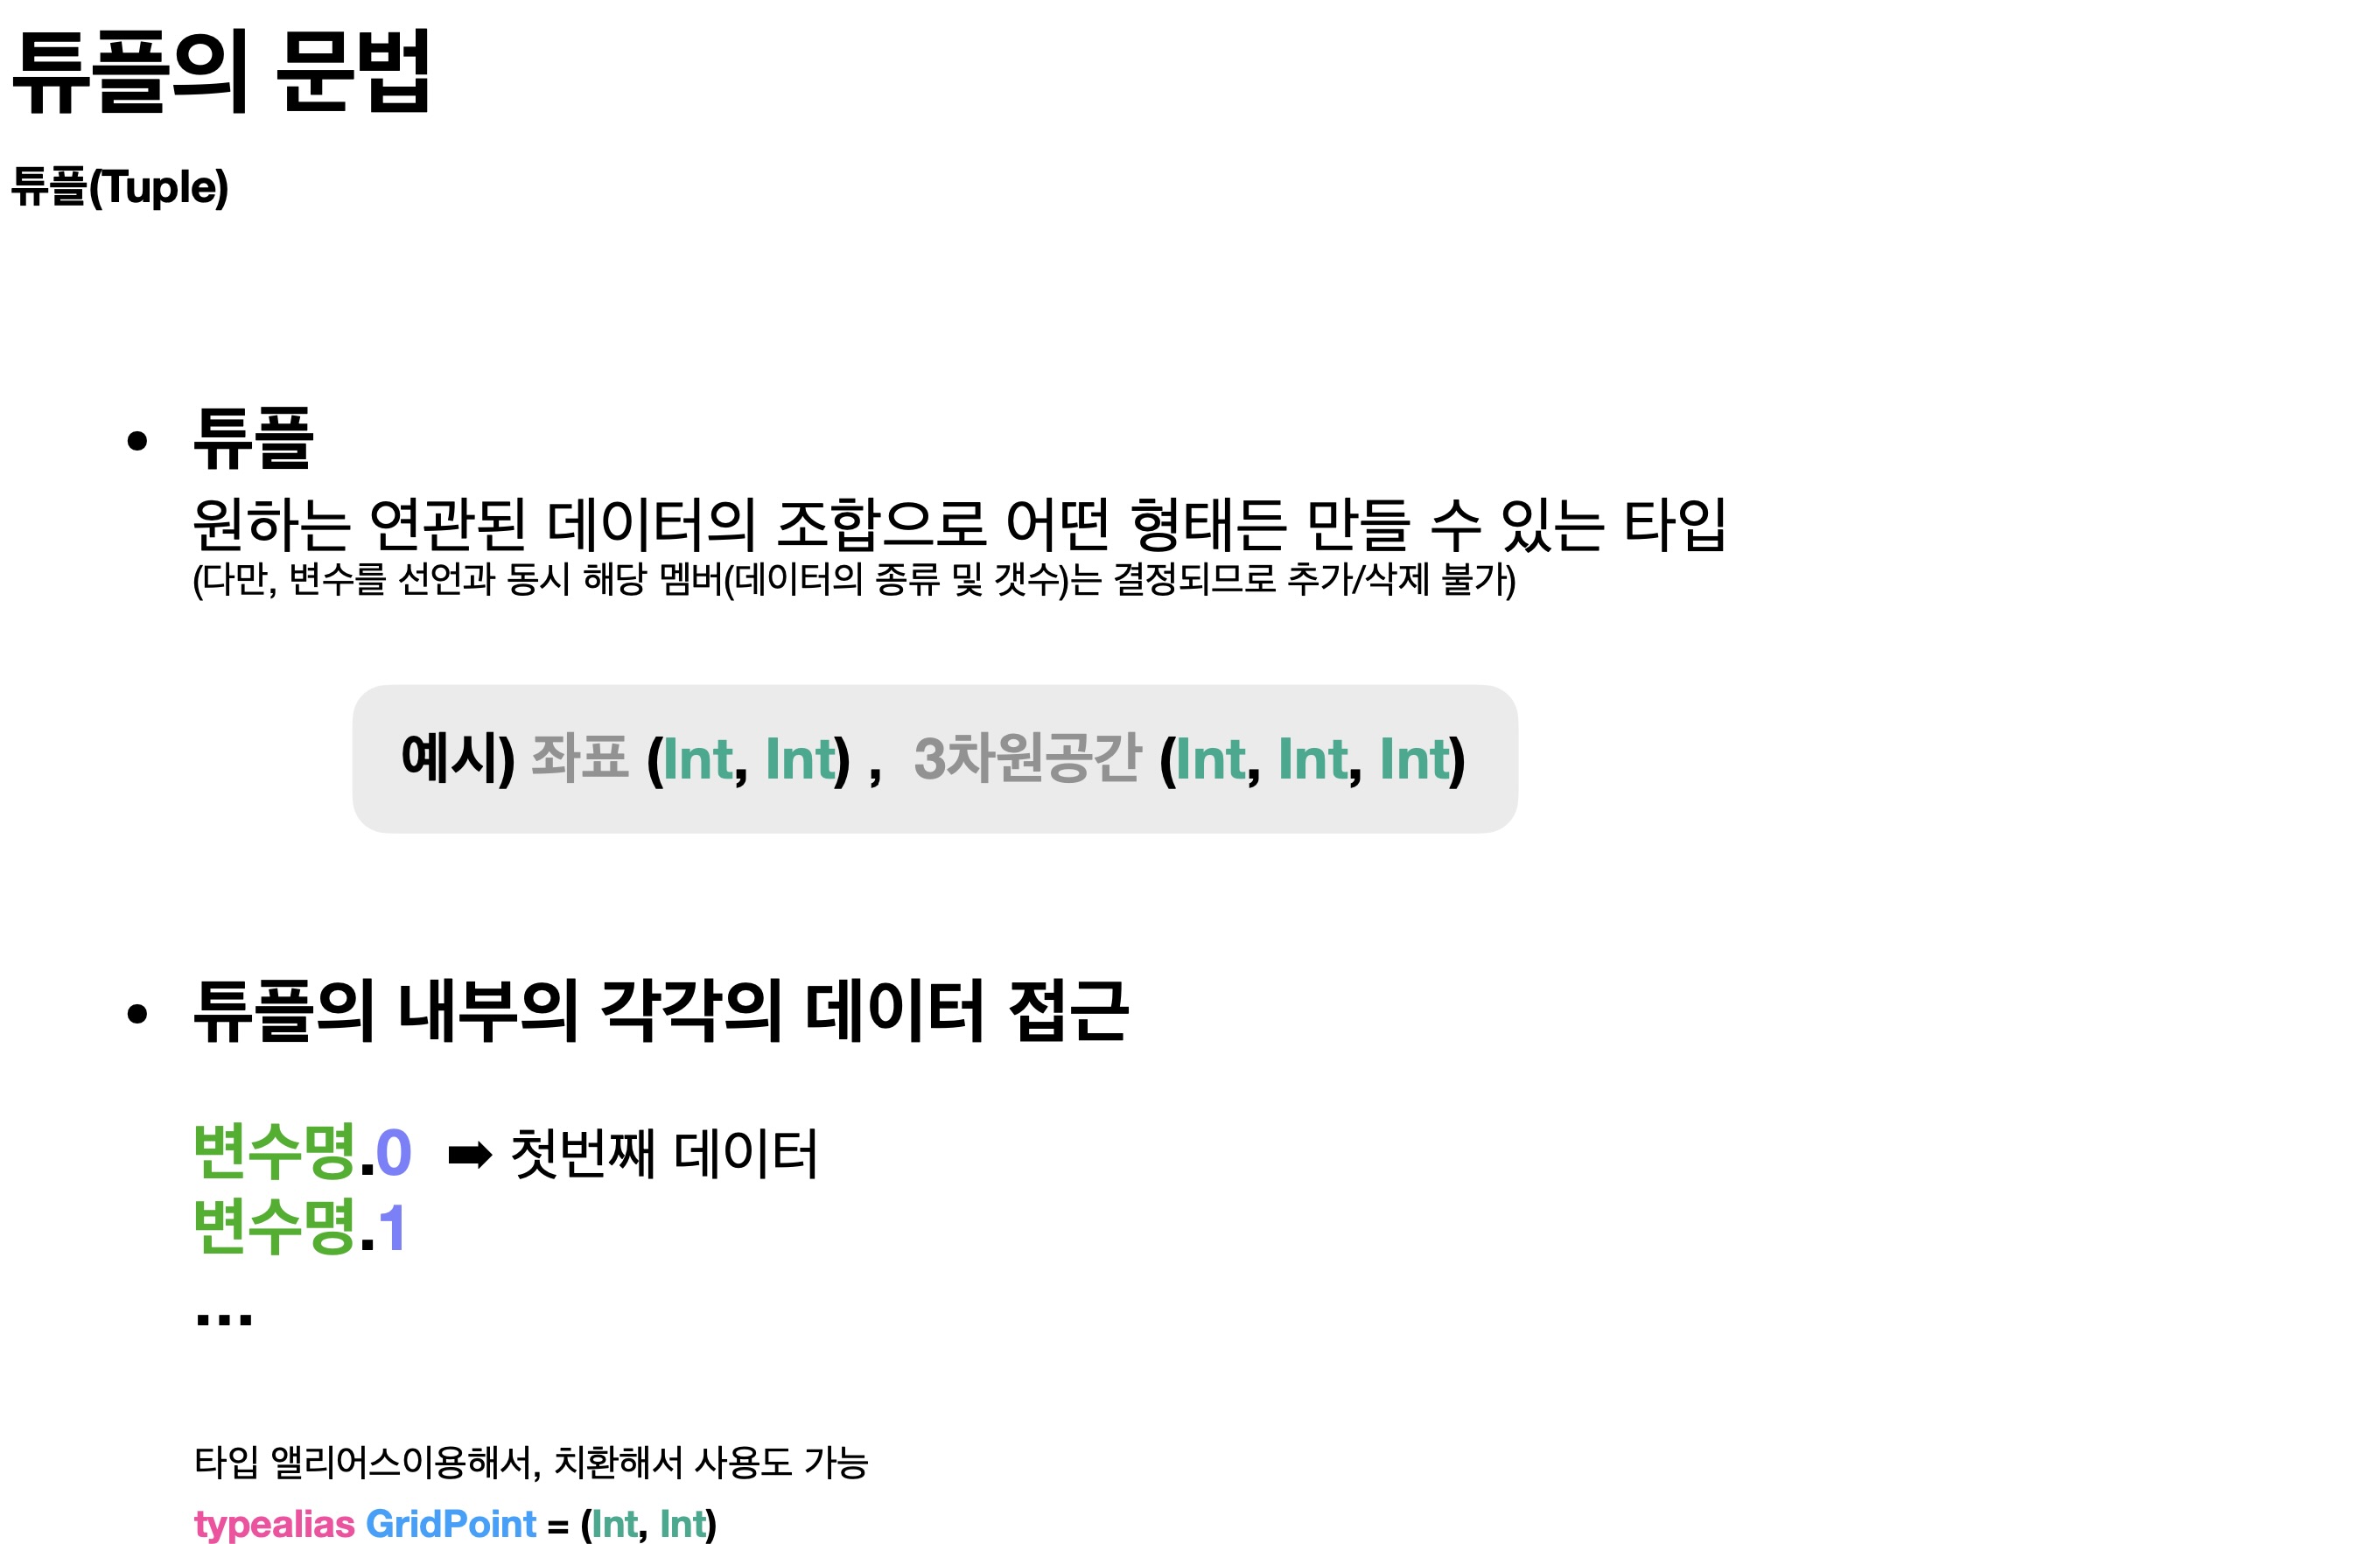 튜플의 문법
튜플(Tuple)
• 튜플
원하는 연관된 데이터의 조합으로 어떤 형태든 만들 수 있는 타입
(다만, 변수를 선언과 동시 해당 멤버(데이터의 종류 및 갯수)는 결정되므로 추가/삭제 불가)
예시) 좌푠 (Int, Int) , 3차원공간 (Int, Int, Int)
• 튜플의 내부의 각각의 데이터 접근
변수명.0 ➡ 첫번째 데이터
변수명.1
...
타입 앨리어스이용해서, 치환해서 사용도 가능
typealias GridPoint = (Int, Int)